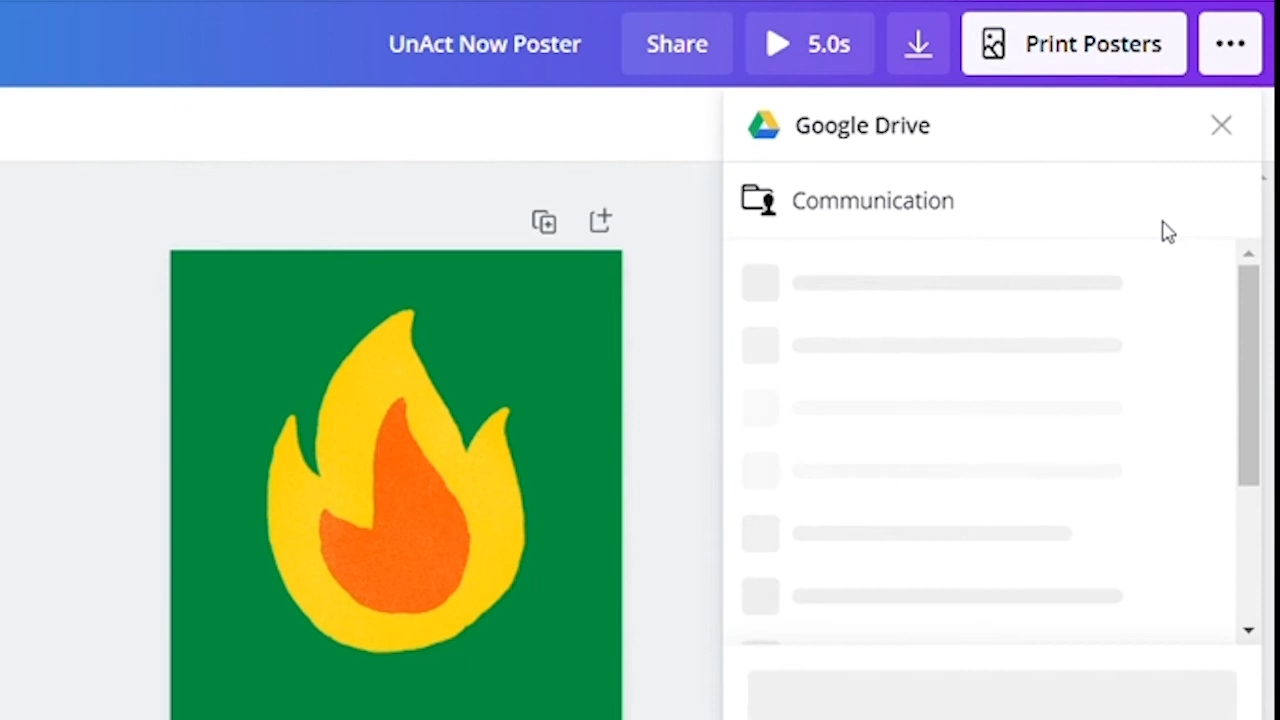 UnAct Now Poster
Share
5.0s
Print Posters
Google Drive
Communication